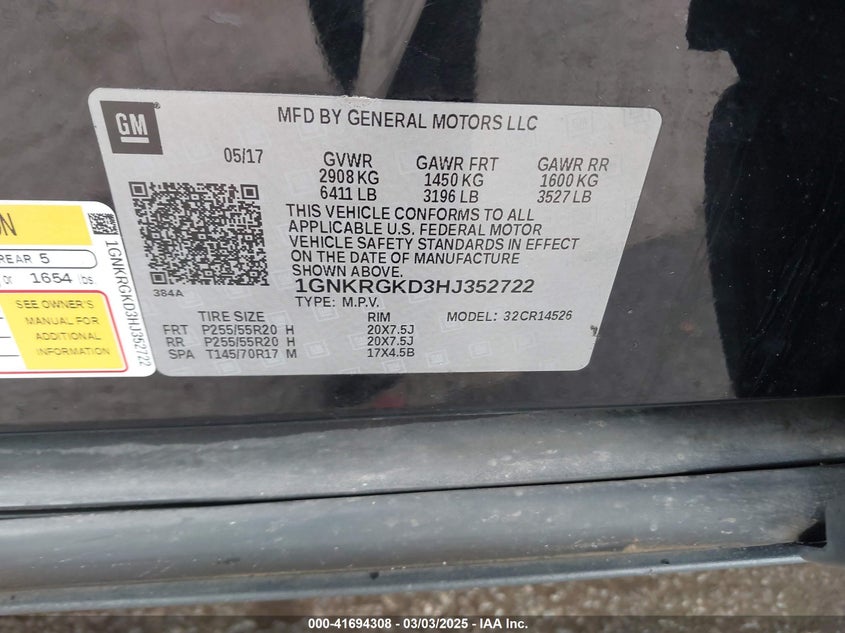 GM
MFD BY GENERAL MOTORS LLC
05/17
GVWR GAWR FRT GAWR RR
2908 KG 1450 KG 1600 KG
6411 LB 3196 LB 3527 LB
THIS VEHICLE CONFORMS TO ALL
APPLICABLE U.S. FEDERAL MOTOR
VEHICLE SAFETY STANDARDS IN EFFECT
ON THE DATE OF MANUFACTURE
SHOWN ABOVE.
384A
1GNKRGKD3HJ352722
TYPE: M.P.V.
TIRE SIZE RIM MODEL: 32CR14526
FRT P255/55R20 H 20X7.5J
RR P255/55R20 H 20X7.5J
SPA T145/70R17 M 17X4.5B
ON
REAR 5
or 1654 lbs
SEE OWNER'S
MANUAL FOR
ADDITIONAL
INFORMATION
1GNKRGKD3HJ352722
000-41694308 - 03/03/2025 - IAAI Inc.